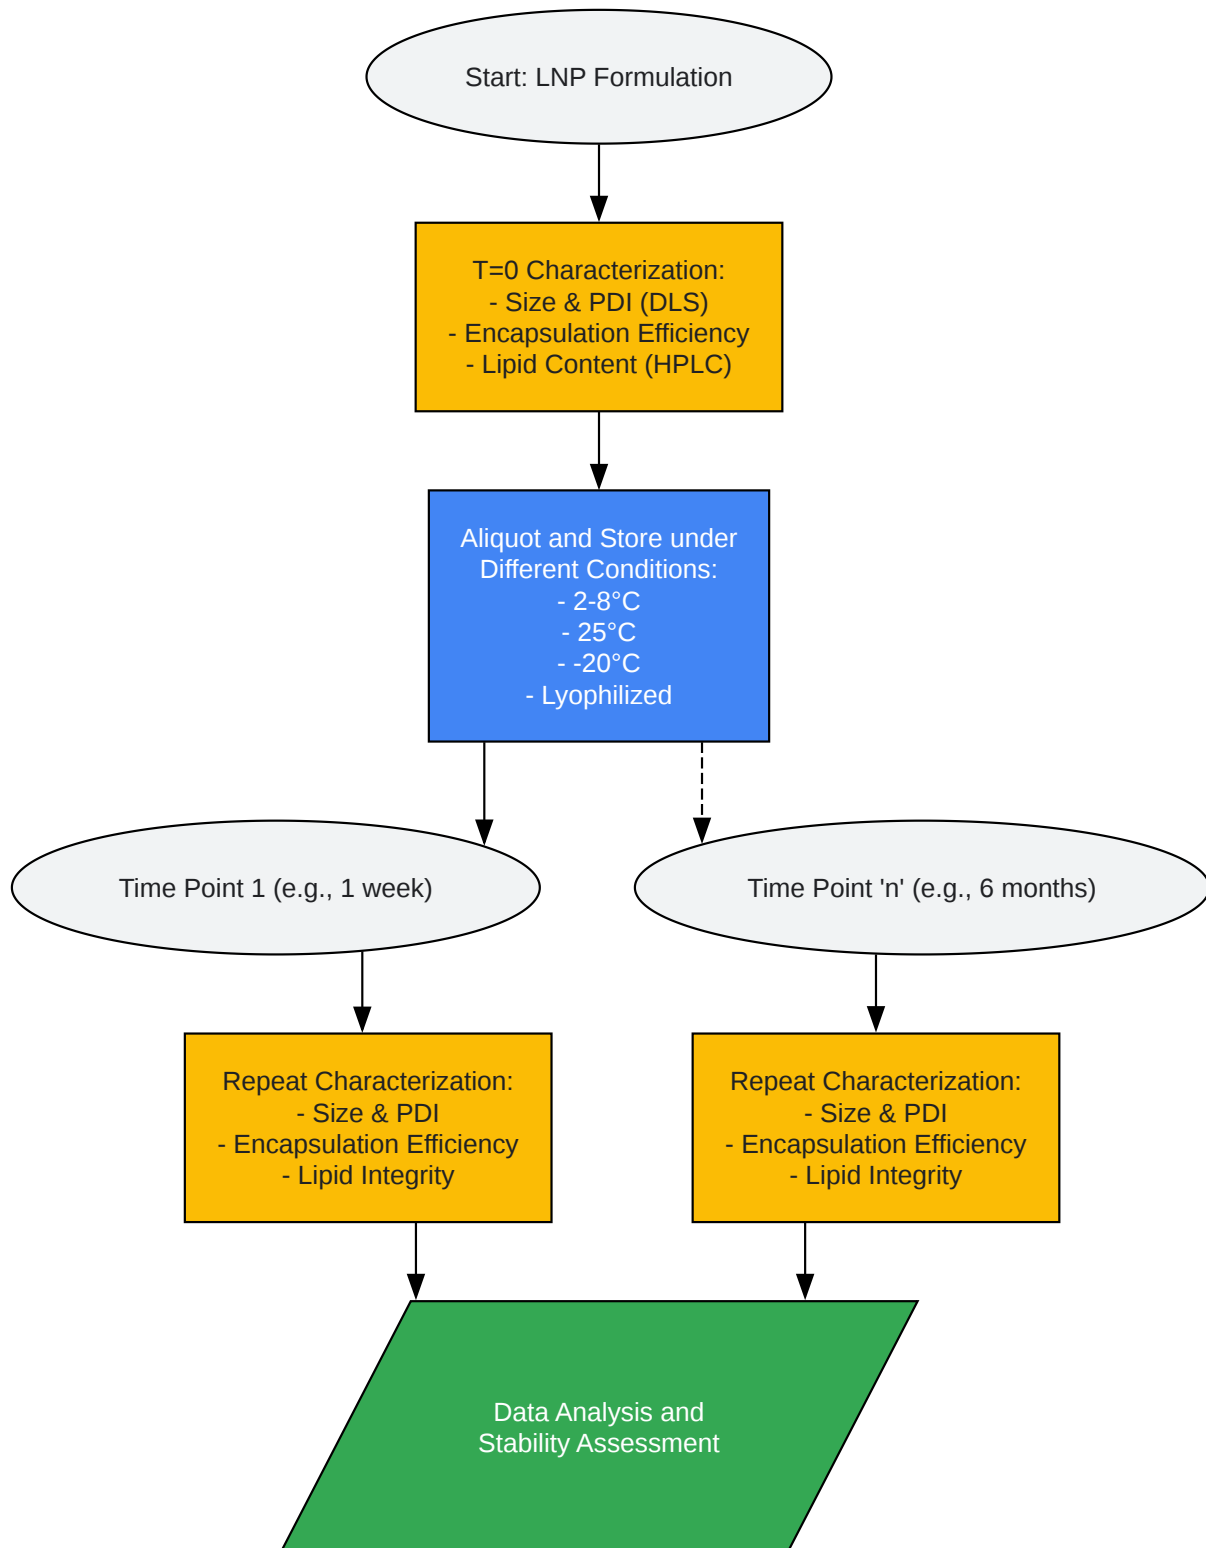 Start: LNP Formulation
T=0 Characterization:
- Size & PDI (DLS)
- Encapsulation Efficiency
- Lipid Content (HPLC)
Aliquot and Store under
Different Conditions:
- 2-8°C
- 25°C
- -20°C
- Lyophilized
Time Point 1 (e.g., 1 week)
Time Point 'n' (e.g., 6 months)
Repeat Characterization:
- Size & PDI
- Encapsulation Efficiency
- Lipid Integrity
Repeat Characterization:
- Size & PDI
- Encapsulation Efficiency
- Lipid Integrity
Data Analysis and
Stability Assessment